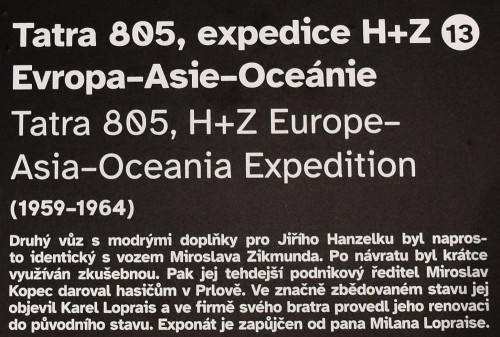 Tatra 805, expedice H+Z 13
Evropa–Asie–Oceánie
Tatra 805, H+Z Europe–
Asia–Oceania Expedition
(1959–1964)
Druhý vůz s modrými doplňky pro Jiřího Hanzelku byl napros-
to identický s vozem Miroslava Zikmunda. Po návratu byl krátce
využíván zkušebnou. Pak jej tehdejší podnikový ředitel Miroslav
Kopec daroval hasičům v Prlově. Ve značně zbědovaném stavu jej
objevil Karel Loprais a ve firmě svého bratra provedl jeho renovaci
do původního stavu. Exponát je zapůjčen od pana Milana Lopraise.